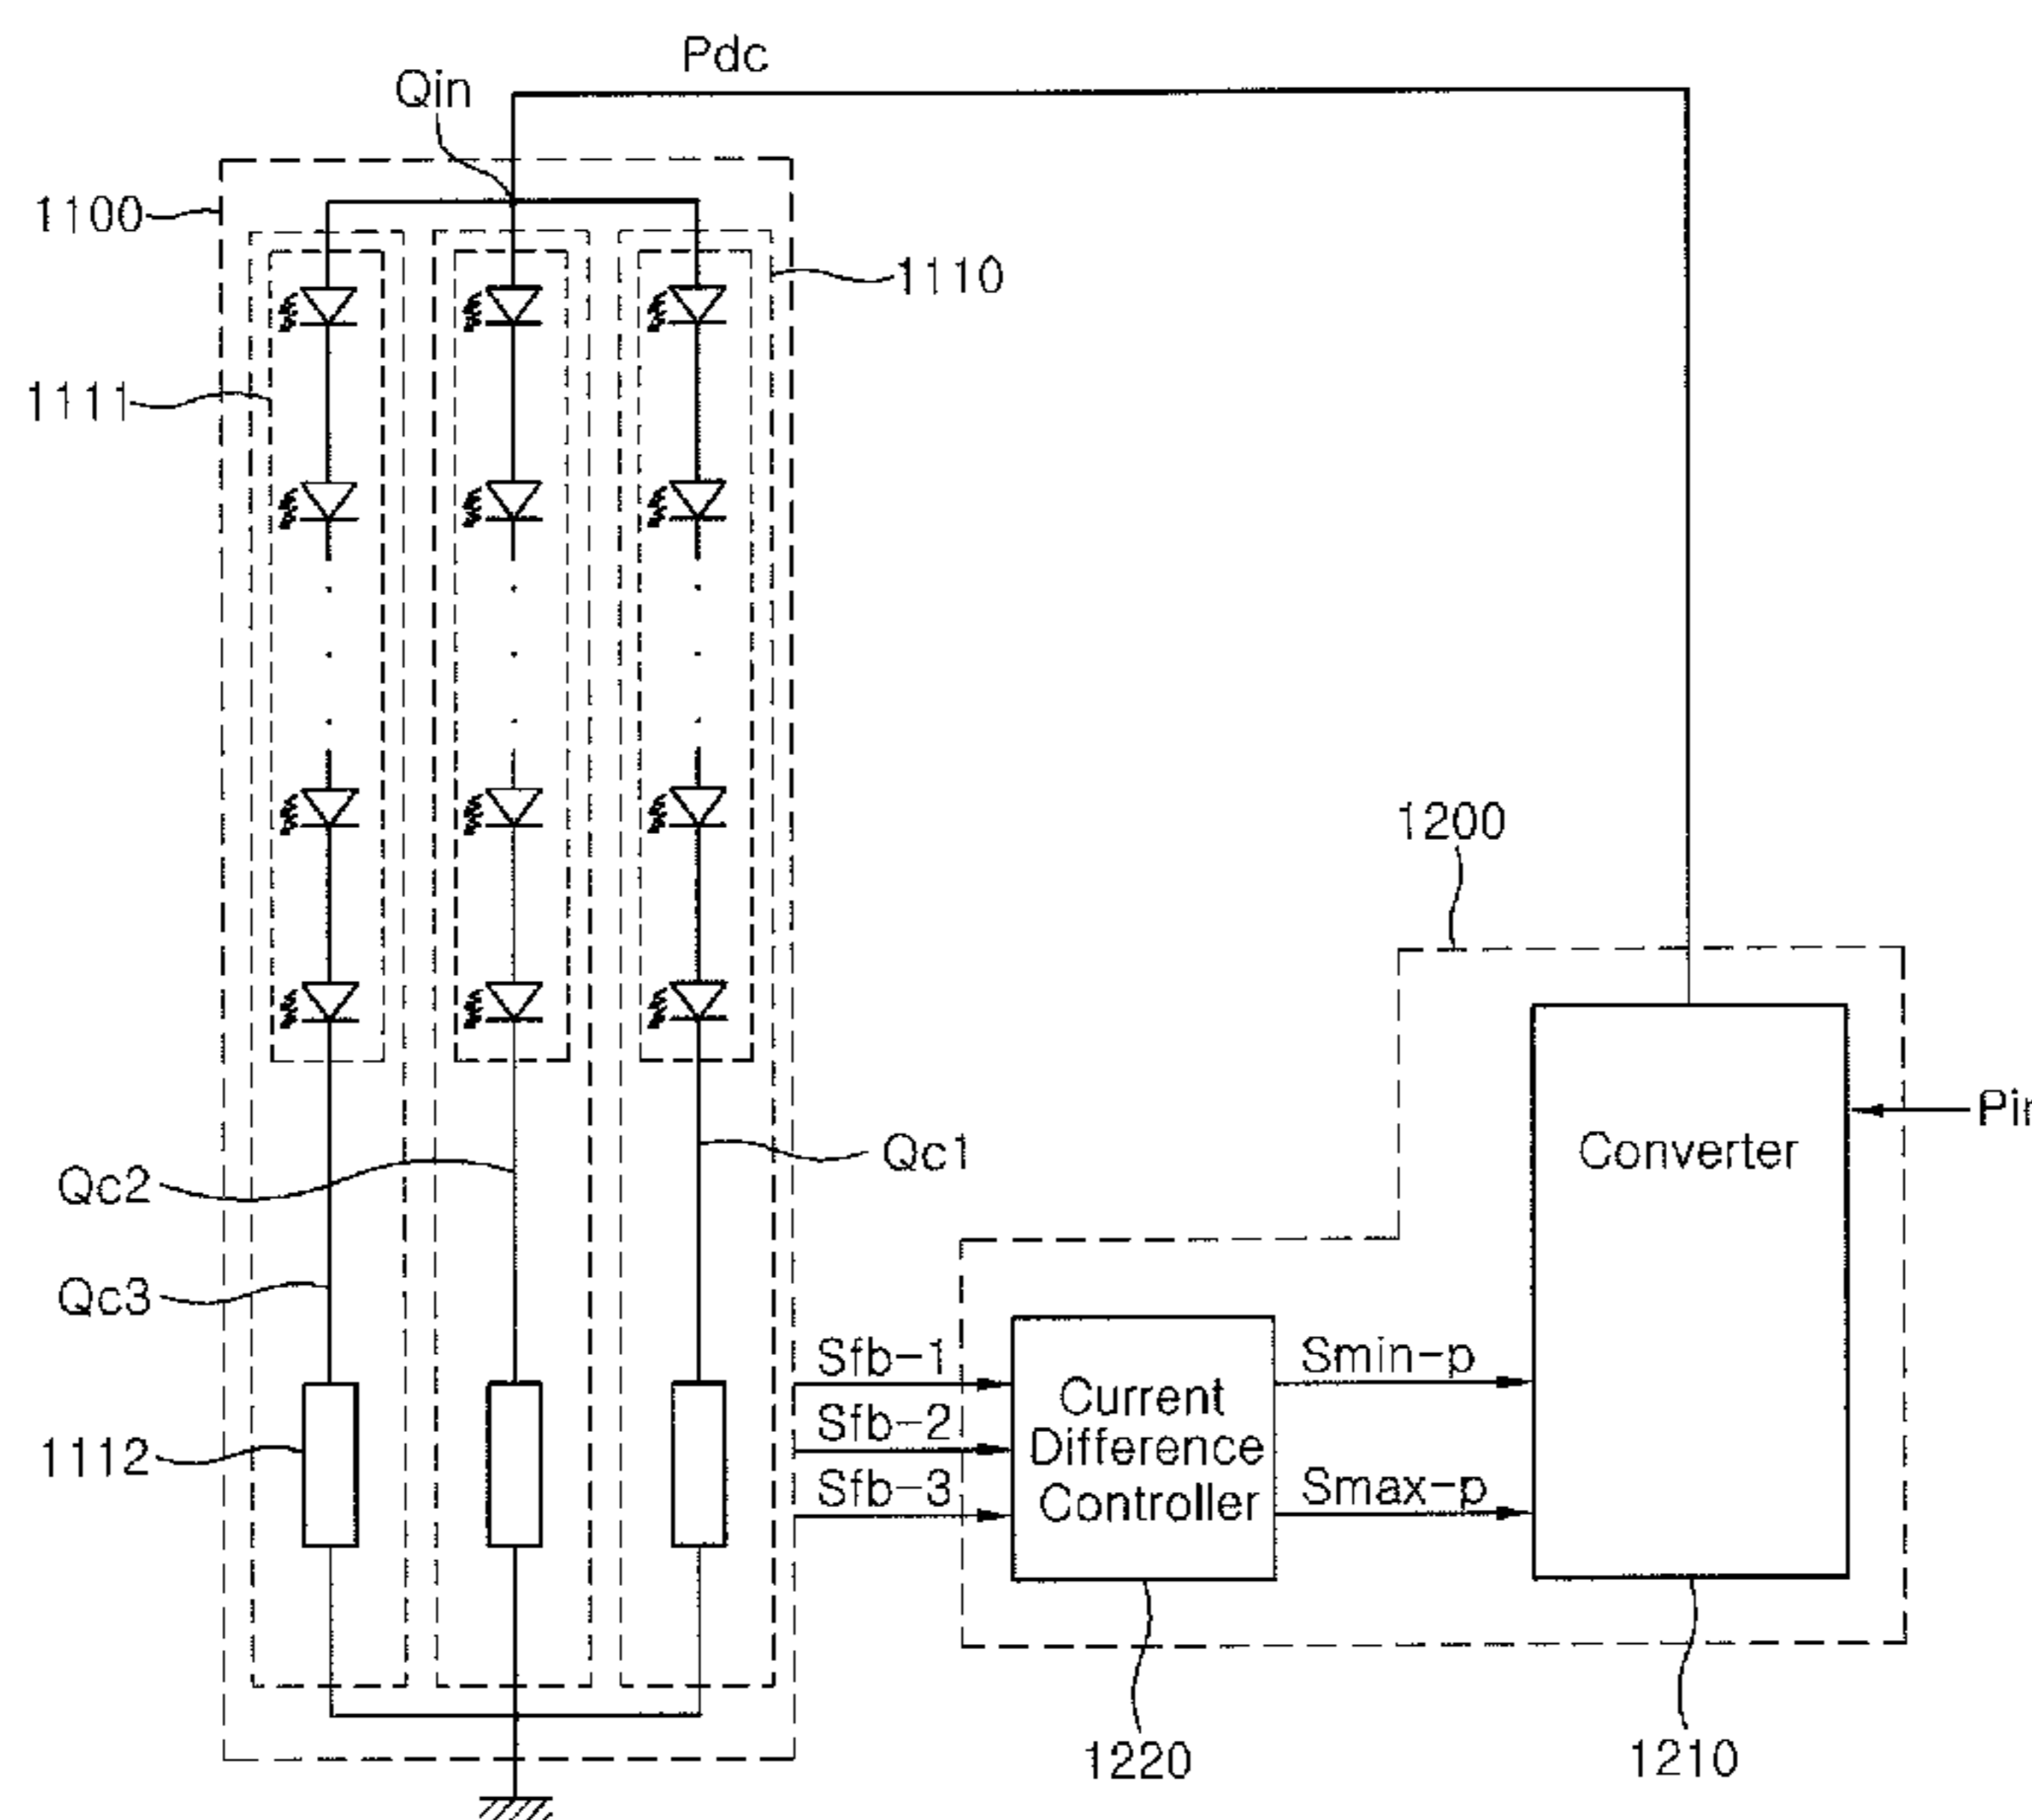 Pdc
Qin
1100
1110
1111
1200
Converter
Qc1
Qc2
Qc3
Sfb-1
Sfb-2
Sfb-3
Current
Difference
Controller
Smin-p
Smax-p
1112
1220
1210